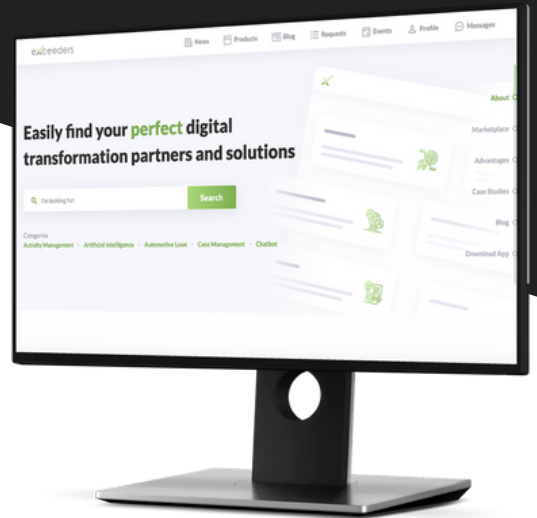 exceeders
News
Products
Blog
Requests
Events
Profile
Messages
Easily find your perfect digital
transformation partners and solutions
I'm looking for:
Search
Categories
Activity Management - Artificial Intelligence - Automotive Loan - Case Management - Chatbot
About
Marketplace
Advantages
Case Studies
Blog
Download App